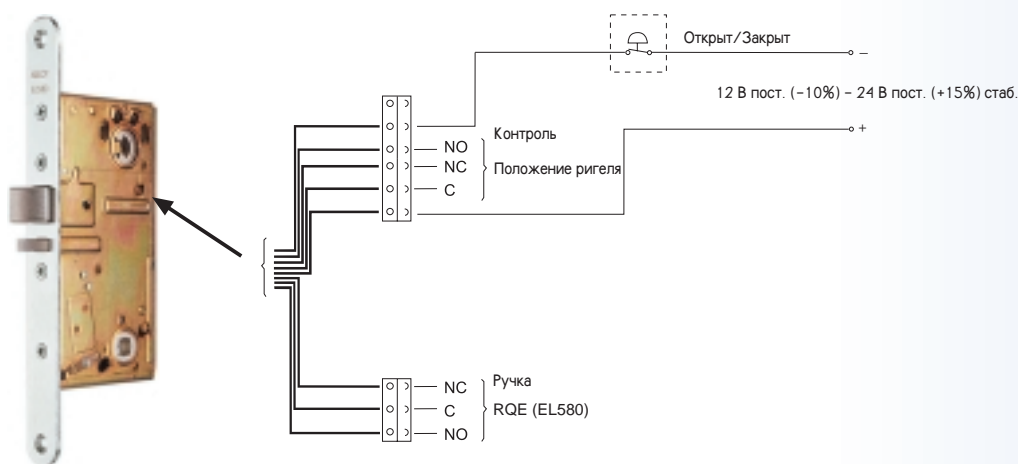 Открыт/Закрыт
–
12 В пост. (-10%) – 24 В пост. (+15%) стаб.
+
NO
Контроль
NC
Положение ригеля
C
NC
Ручка
C
RQE (EL580)
NO